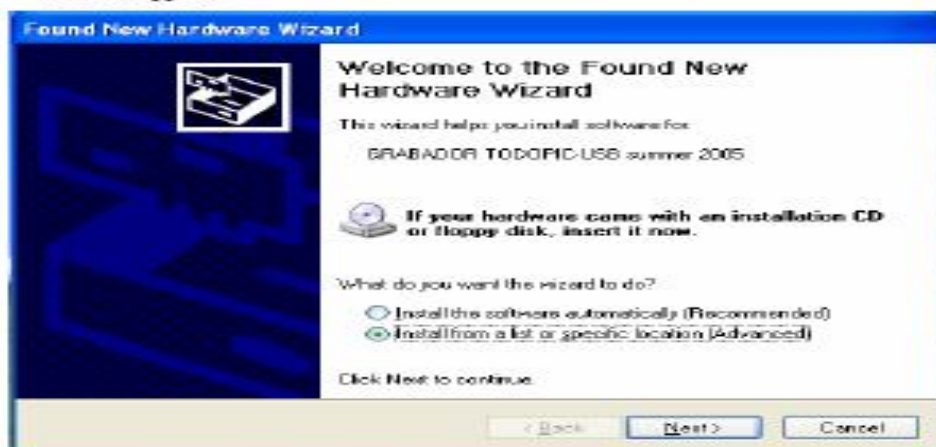 Found New Hardware Wizard
Welcome to the Found New
Hardware Wizard
This wizard helps you install software for:
GRABADOR TODOPIC-USB summer 2005
If your hardware came with an installation CD
or floppy disk, insert it now.
What do you want the wizard to do?
Install the software automatically (Recommended)
Install from a list or specific location (Advanced)
Click Next to continue.
< Back
Next >
Cancel